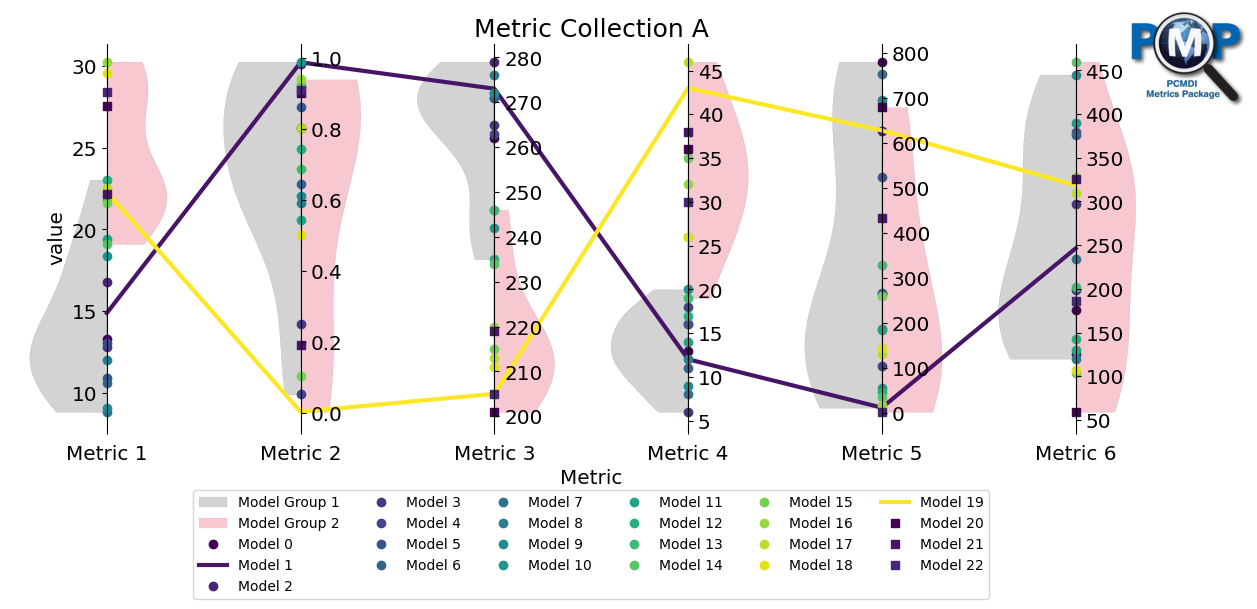 Metric Collection A
PMP
PCMDI
Metrics Package
value
30
25
20
15
10
1.0
0.8
0.6
0.4
0.2
0.0
280
270
260
250
240
230
220
210
200
45
40
35
30
25
20
15
10
5
800
700
600
500
400
300
200
100
0
450
400
350
300
250
200
150
100
50
Metric 1 Metric 2 Metric 3 Metric 4 Metric 5 Metric 6
Metric
Model Group 1
Model Group 2
Model 0
Model 1
Model 2
Model 3
Model 4
Model 5
Model 6
Model 7
Model 8
Model 9
Model 10
Model 11
Model 12
Model 13
Model 14
Model 15
Model 16
Model 17
Model 18
Model 19
Model 20
Model 21
Model 22